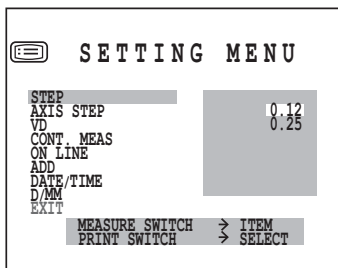 SETTING MENU
STEP
AXIS STEP 0.12
VD 0.25
CONT. MEAS
ON LINE
ADD
DATE/TIME
D/MM
EXIT
MEASURE SWITCH → ITEM
PRINT SWITCH → SELECT